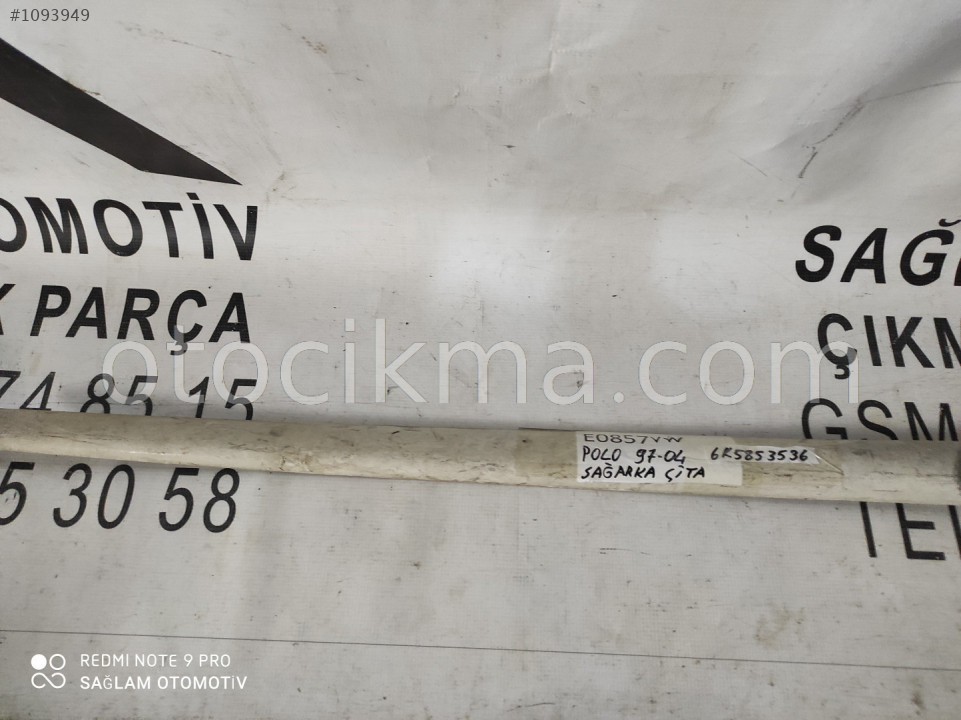 #1093949
OMOTİV
K PARÇA
74 85 15
5 30 58
SAĞ
ÇIKM
GSM
TEL
otocikma.com
E0857VW
POLO 97-04 6R5853536
SAĞARKA ÇITA
REDMI NOTE 9 PRO
SAĞLAM OTOMOTİV